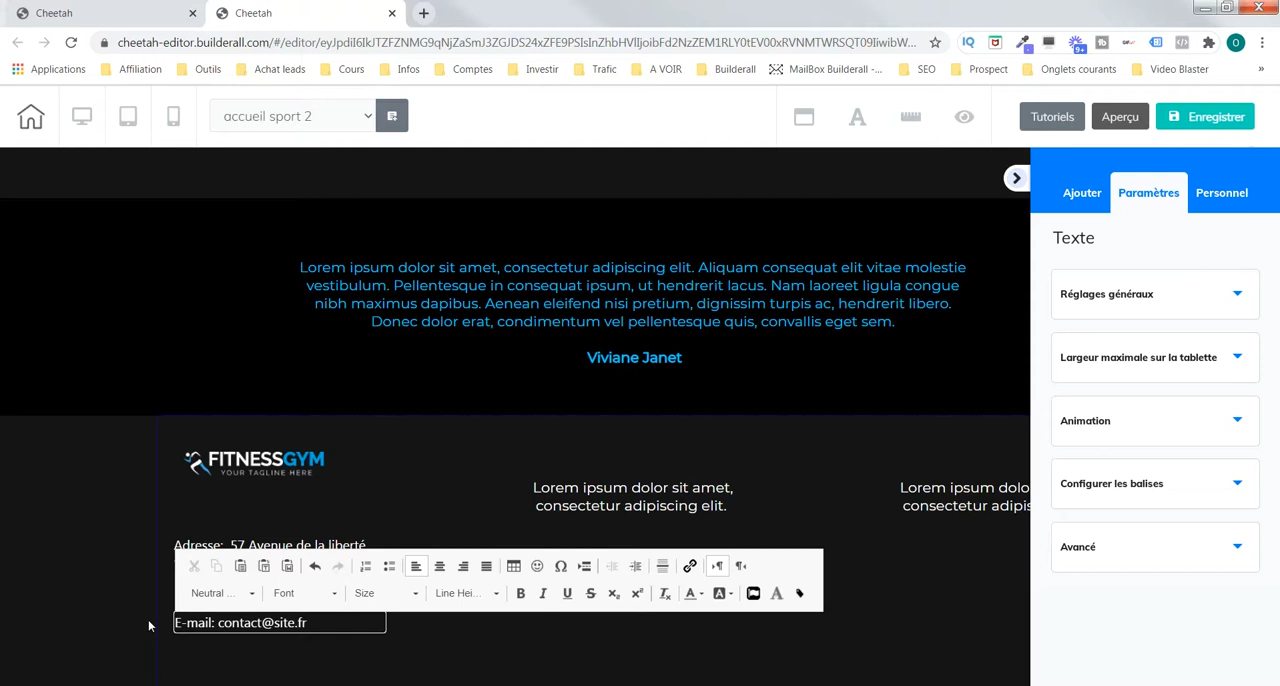 Cheetah
Cheetah
cheetah-editor.builderall.com/#/editor/eyJpdiI6IkJTZFZNMG9qNjZaSmJ3ZGlJDS24xZFE9PSIsInZhbHVlIjoibFd2NzZEM1RLY0tEV00xRVNMTWRSQT09IiwibW...
Applications
Affiliation
Outils
Achat leads
Cours
Infos
Comptes
Investir
Trafic
A VOIR
Builderall
MailBox Builderall -...
SEO
Prospect
Onglets courants
Video Blaster
accueil sport 2
Tutoriels
Aperçu
Enregistrer
Ajouter
Paramètres
Personnel
Texte
Réglages généraux
Largeur maximale sur la tablette
Animation
Configurer les balises
Avancé
Lorem ipsum dolor sit amet, consectetur adipiscing elit. Aliquam consequat elit vitae molestie
vestibulum. Pellentesque in consequat ipsum, ut hendrerit lacus. Nam laoreet ligula congue
nibh maximus dapibus. Aenean eleifend nisi pretium, dignissim turpis ac, hendrerit libero.
Donec dolor erat, condimentum vel pellentesque quis, convallis eget sem.
Viviane Janet
FITNESSGYM
YOUR TAGLINE HERE
Lorem ipsum dolor sit amet,
consectetur adipiscing elit.
Lorem ipsum dolo
consectetur adipis
Adresse: 57 Avenue de la liberté
Neutral ...
Font
Size
Line Hei...
E-mail: contact@site.fr